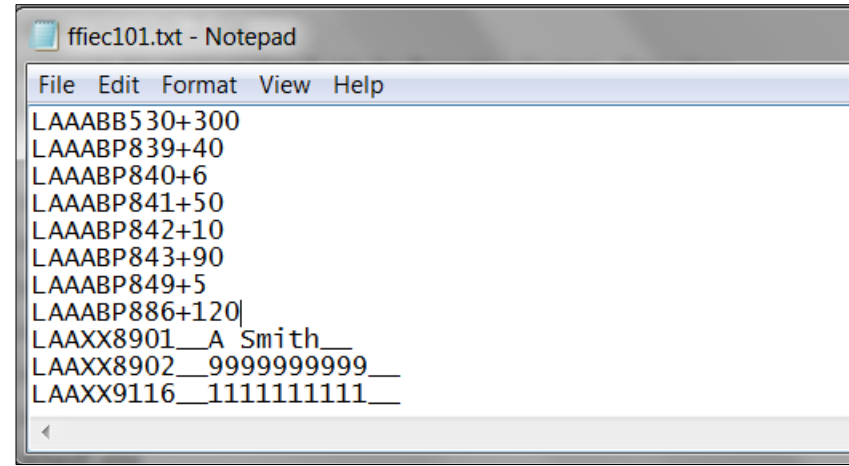 ffiec101.txt - Notepad
File Edit Format View Help
LAAABB530+300
LAAABP839+40
LAAABP840+6
LAAABP841+50
LAAABP842+10
LAAABP843+90
LAAABP849+5
LAAABP886+120
LAAXX8901__A Smith__
LAAXX8902__9999999999__
LAAXX9116__1111111111__